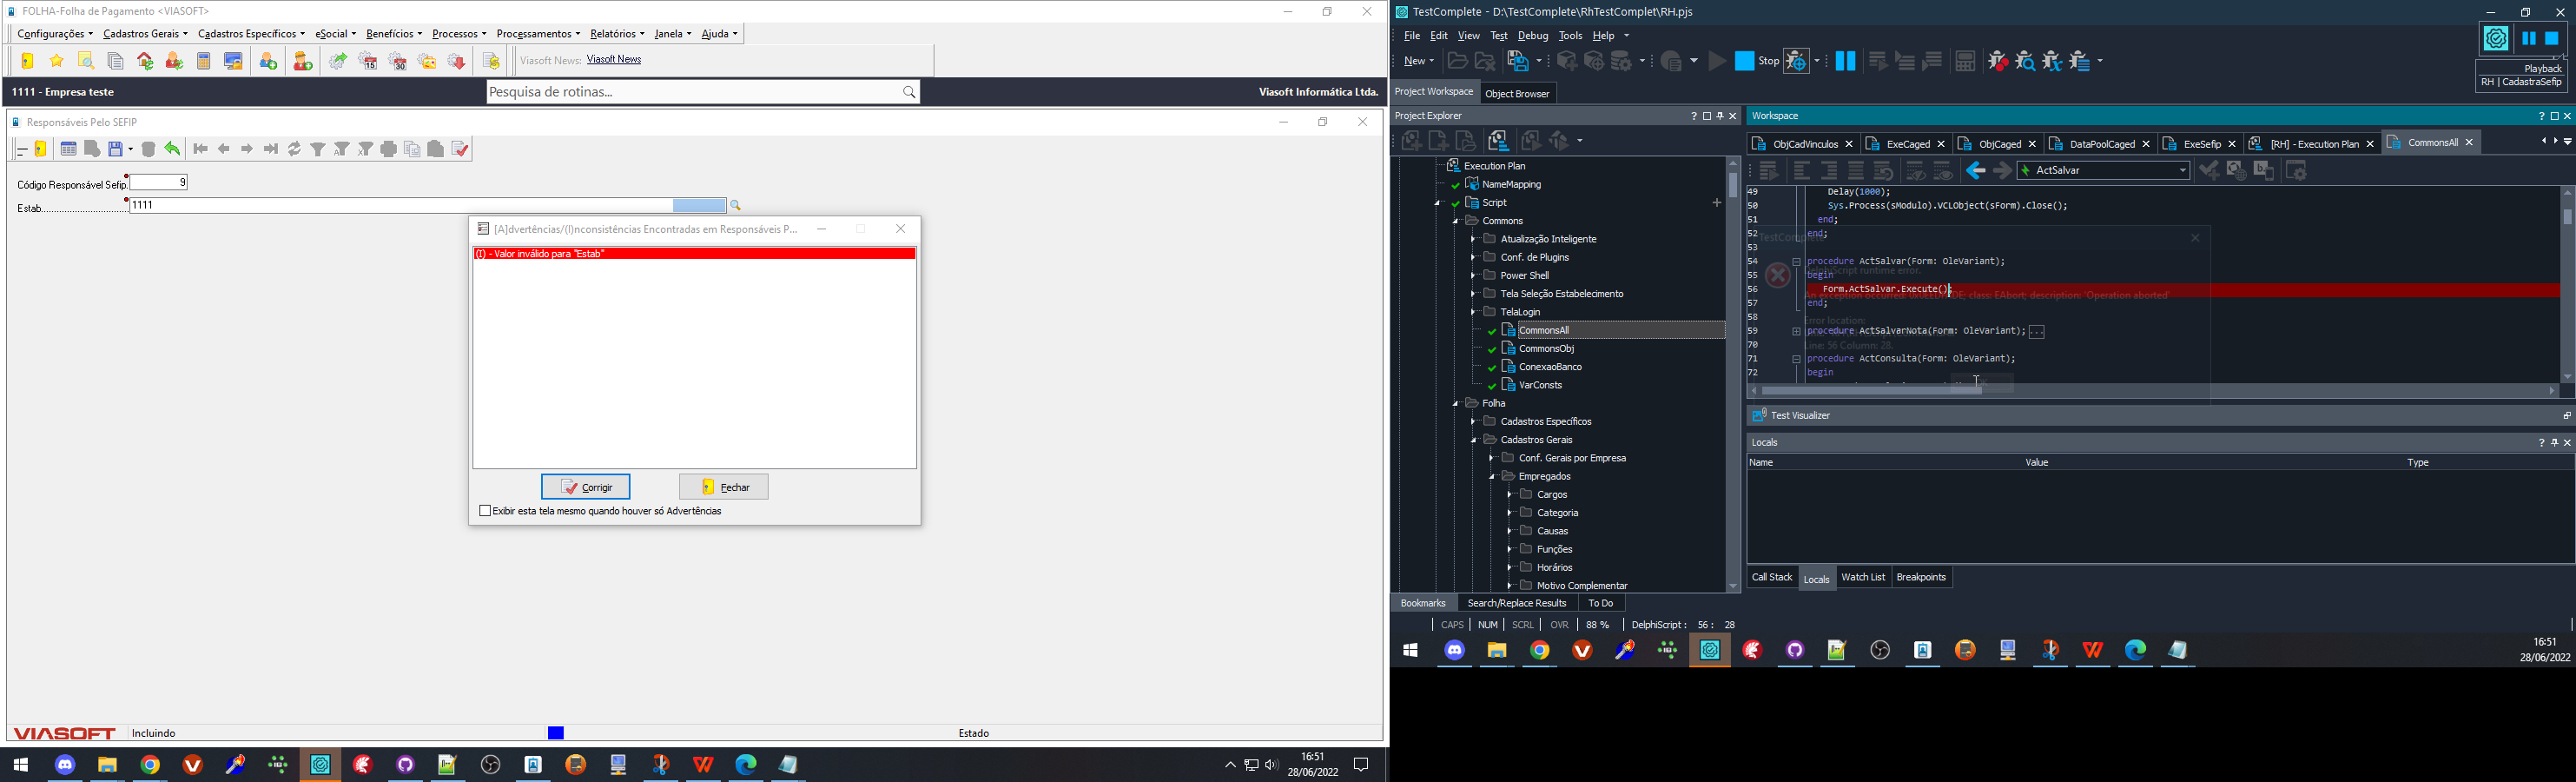 FOLHA-Folha de Pagamento <VIASOFT>
Configurações Cadastros Gerais Cadastros Específicos eSocial Benefícios Processos Processamentos Relatórios Janela Ajuda
Viasoft News: Viasoft News
1111 - Empresa teste
Pesquisa de rotinas...
Viasoft Informática Ltda.
Responsáveis Pelo SEFIP
Código Responsável Sefip. 9
Estab. 1111
[A]dvertências/(I)nconsistências Encontradas em Responsáveis P...
(I) - Valor inválido para "Estab"
Corrigir Fechar
Exibir esta tela mesmo quando houver só Advertências
VIASOFT Incluindo Estado
16:51
28/06/2022
TestComplete - D:\TestComplete\RhTestComplet\RH.pjs
File Edit View Test Debug Tools Help
New Stop
Playback
RH | CadastraSefip
Project Workspace Object Browser
Project Explorer
Execution Plan
NameMapping
Script
Commons
Atualização Inteligente
Conf. de Plugins
Power Shell
Tela Seleção Estabelecimento
TelaLogin
CommonsAll
CommonsObj
ConexaoBanco
VarConsts
Folha
Cadastros Específicos
Cadastros Gerais
Conf. Gerais por Empresa
Empregados
Cargos
Categoria
Causas
Funções
Horários
Motivo Complementar
Bookmarks Search/Replace Results To Do
Workspace
ObjCadVinculos ExeCaged ObjCaged DataPoolCaged ExeSefip [RH] - Execution Plan CommonsAll
ActSalvar
49 Delay(1000);
50 Sys.Process(sModulo).VCLObject(sForm).Close();
51 end;
52 end;
53
TestComplete
54 procedure ActSalvar(Form: OleVariant);
55 begin
DelphiScript runtime error.
56 Form.ActSalvar.Execute();
57 end;
58
Error location:
59 procedure ActSalvarNota(Form: OleVariant); ...
70
Line: 56 Column: 28.
71 procedure ActConsulta(Form: OleVariant);
72 begin
Test Visualizer
Locals
Name Value Type
Call Stack Locals Watch List Breakpoints
CAPS NUM SCRL OVR 88 % DelphiScript : 56 : 28
16:51
28/06/2022